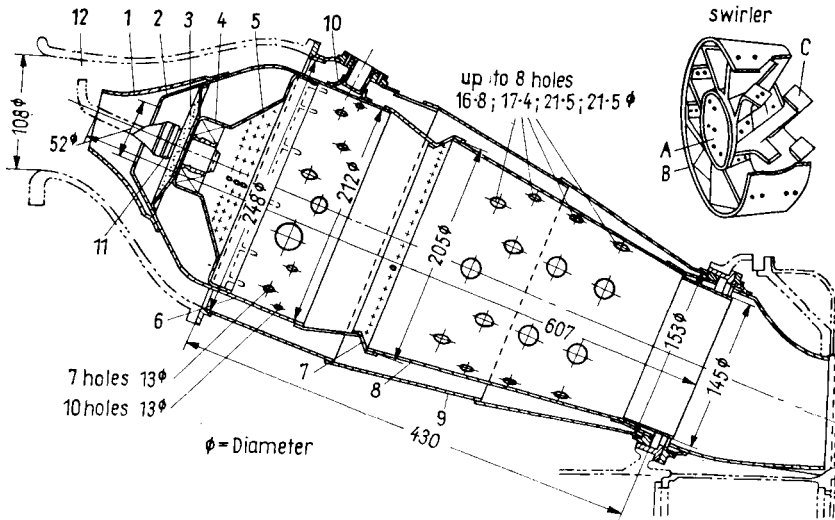 swirler
12 1 2 3 4 5 10
up to 8 holes
16·8 ; 17·4 ; 21·5 ; 21·5 ϕ
C
A
B
108ϕ
52ϕ
248ϕ
212ϕ
205ϕ
11
6
607
153ϕ
145ϕ
7 holes 13ϕ
10 holes 13ϕ
7
8
9
430
ϕ = Diameter